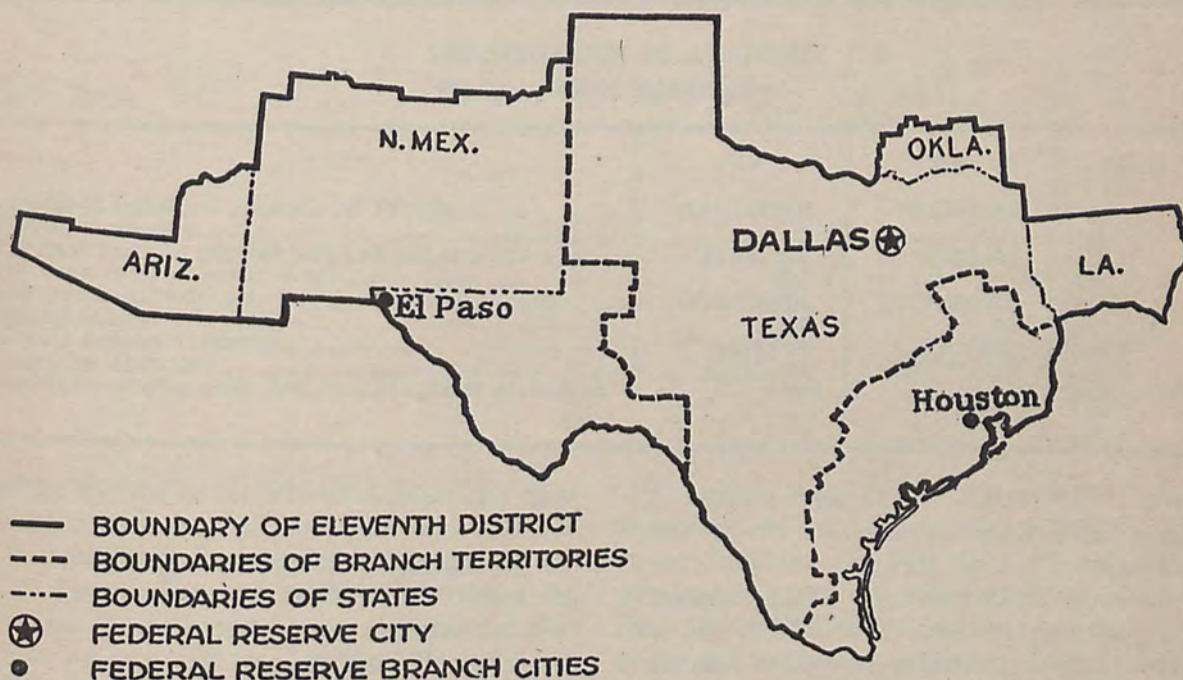 N. MEX.
OKLA.
DALLAS
ARIZ.
LA.
El Paso
TEXAS
Houston
BOUNDARY OF ELEVENTH DISTRICT
BOUNDARIES OF BRANCH TERRITORIES
BOUNDARIES OF STATES
FEDERAL RESERVE CITY
FEDERAL RESERVE BRANCH CITIES